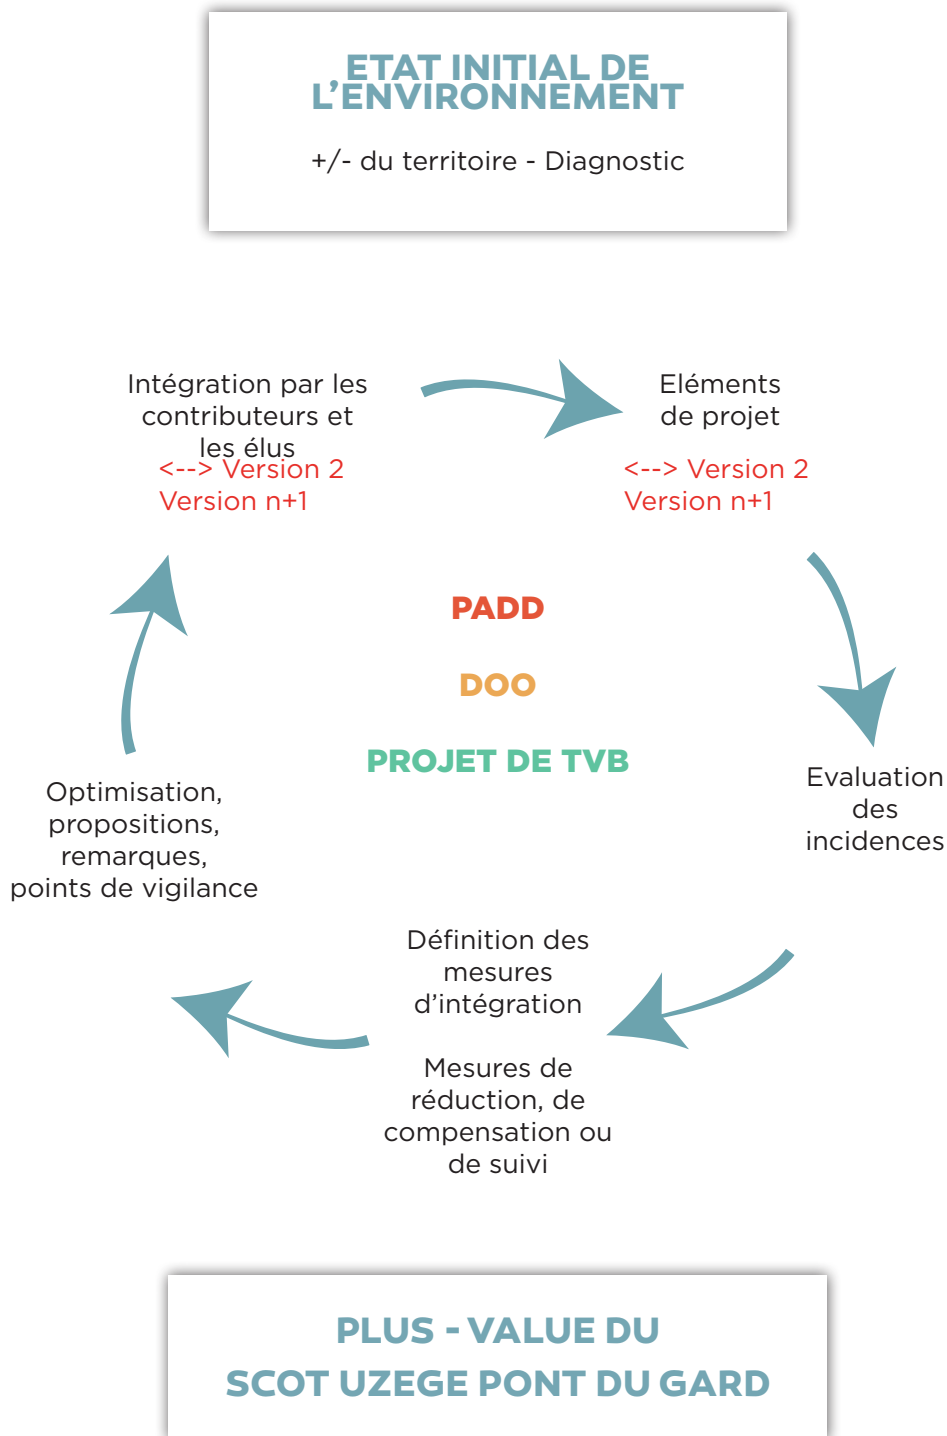 ETAT INITIAL DE
L'ENVIRONNEMENT
+/- du territoire - Diagnostic
Intégration par les
contributeurs et
les élus
<--> Version 2
Version n+1
Eléments
de projet
<--> Version 2
Version n+1
PADD
DOO
PROJET DE TVB
Evaluation
des
incidences
Optimisation,
propositions,
remarques,
points de vigilance
Définition des
mesures
d'intégration
Mesures de
réduction, de
compensation ou
de suivi
PLUS - VALUE DU
SCOT UZEGE PONT DU GARD